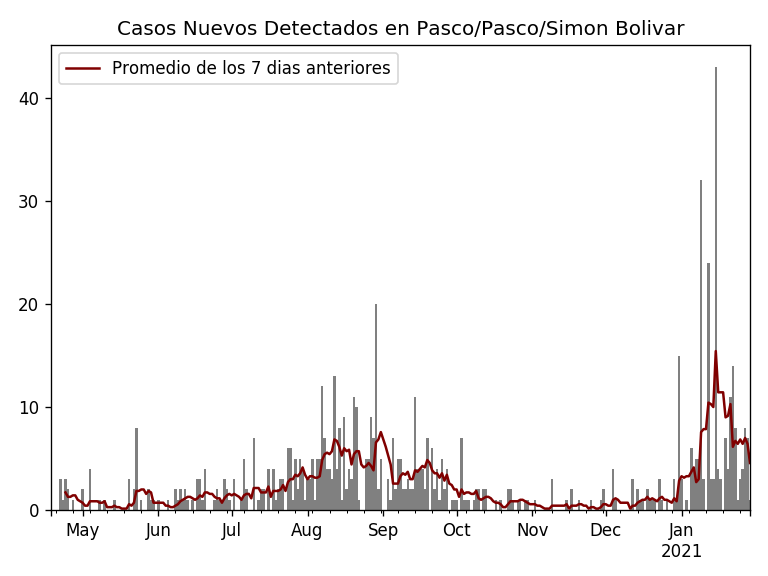 Casos Nuevos Detectados en Pasco/Pasco/Simon Bolivar
Promedio de los 7 dias anteriores
40
30
20
10
0
May Jun Jul Aug Sep Oct Nov Dec Jan
2021